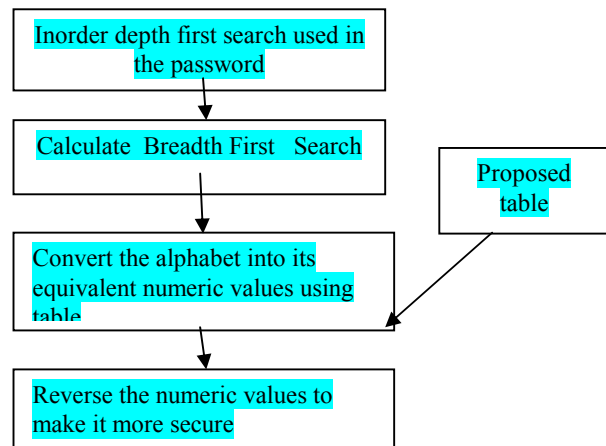 Inorder depth first search used in
the password
Calculate Breadth First Search
Proposed
table
Convert the alphabet into its
equivalent numeric values using
table
Reverse the numeric values to
make it more secure